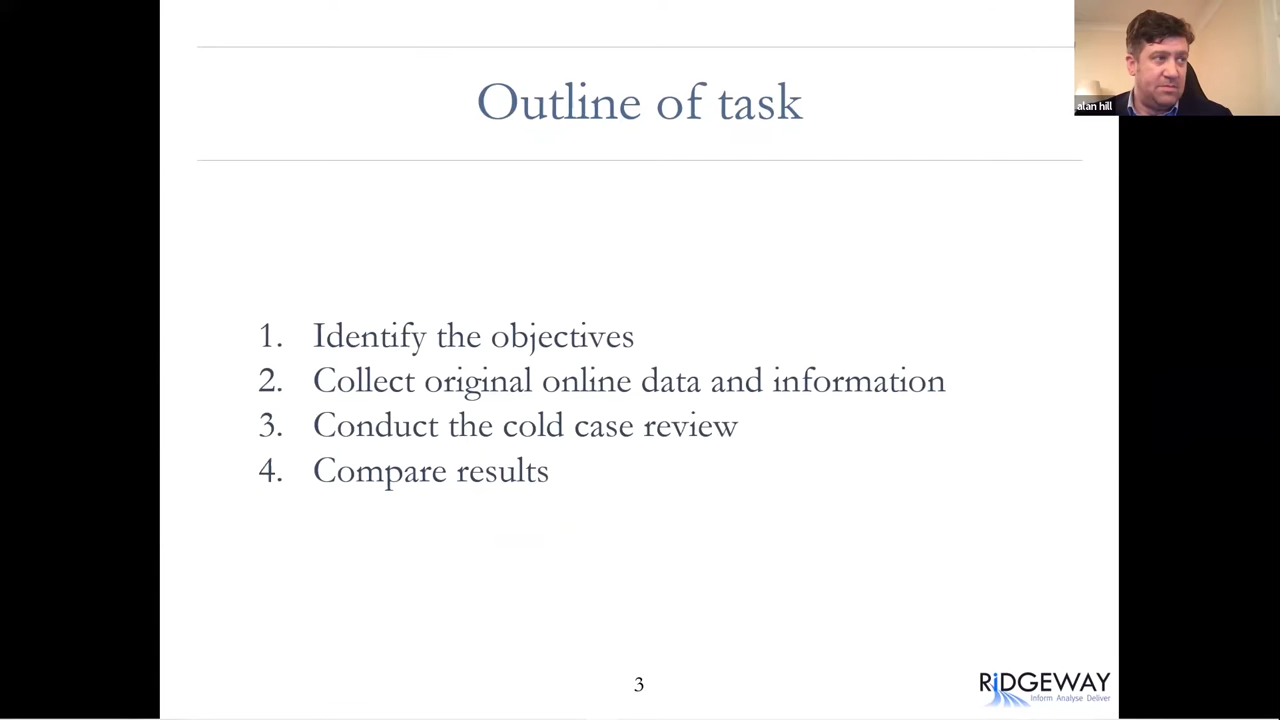 Outline of task
alan hill
1. Identify the objectives
2. Collect original online data and information
3. Conduct the cold case review
4. Compare results
3
RiDGEWAY
Inform Analyse Deliver